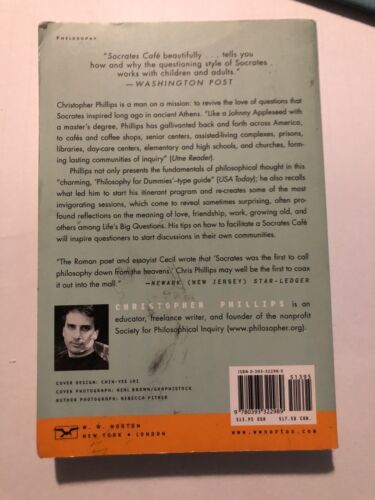 PHILOSOPHY
"Socrates Café beautifully . . . tells you
how and why the questioning style of Socrates
works with children and adults."
—WASHINGTON POST
Christopher Phillips is a man on a mission: to revive the love of questions that
Socrates inspired long ago in ancient Athens. "Like a Johnny Appleseed with
a master's degree, Phillips has gallivanted back and forth across America,
to cafés and coffee shops, senior centers, assisted-living complexes, prisons,
libraries, day-care centers, elementary and high schools, and churches, form-
ing lasting communities of inquiry" (Utne Reader).
Phillips not only presents the fundamentals of philosophical thought in this
"charming, 'Philosophy for Dummies'-type guide" (USA Today); he also recalls
what led him to start his itinerant program and re-creates some of the most
invigorating sessions, which come to reveal sometimes surprising, often pro-
found reflections on the meaning of love, friendship, work, growing old, and
others among Life's Big Questions. His tips on how to facilitate a Socrates Café
will inspire questioners to start discussions in their own communities.
"The Roman poet and essayist Cecil wrote that 'Socrates was the first to call
philosophy down from the heavens.' Chris Phillips may well be the first to coax
it out into the mall."
—NEWARK (NEW JERSEY) STAR-LEDGER
CHRISTOPHER PHILLIPS is an
educator, freelance writer, and founder of the nonprofit
Society for Philosophical Inquiry (www.philosopher.org).
COVER DESIGN: CHIN-YEE LAI
COVER PHOTOGRAPH: NEAL BROWN/GRAPHISTOCK
AUTHOR PHOTOGRAPH: REBECCA PITHER
W. W. NORTON
NEW YORK • LONDON
ISBN 0-393-32298-5
51395
9 780393 322989
$13.95 USA $17.50 CAN.
www.wwnorton.com